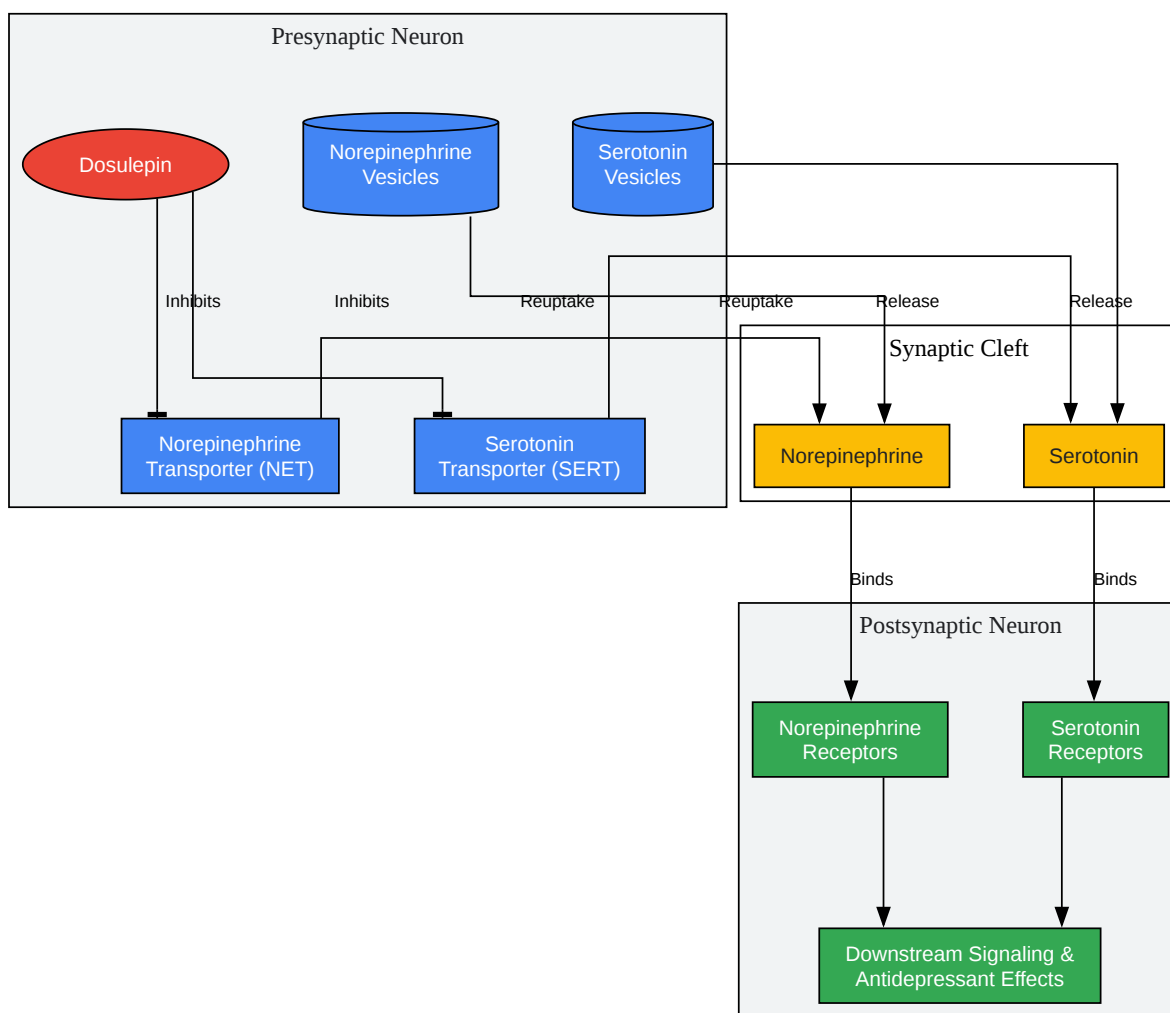 Presynaptic Neuron
Dosulepin
Norepinephrine
Vesicles
Serotonin
Vesicles
Inhibits
Inhibits
Reuptake
Reuptake
Release
Release
Synaptic Cleft
Norepinephrine
Transporter (NET)
Serotonin
Transporter (SERT)
Norepinephrine
Serotonin
Binds
Binds
Postsynaptic Neuron
Norepinephrine
Receptors
Serotonin
Receptors
Downstream Signaling &
Antidepressant Effects